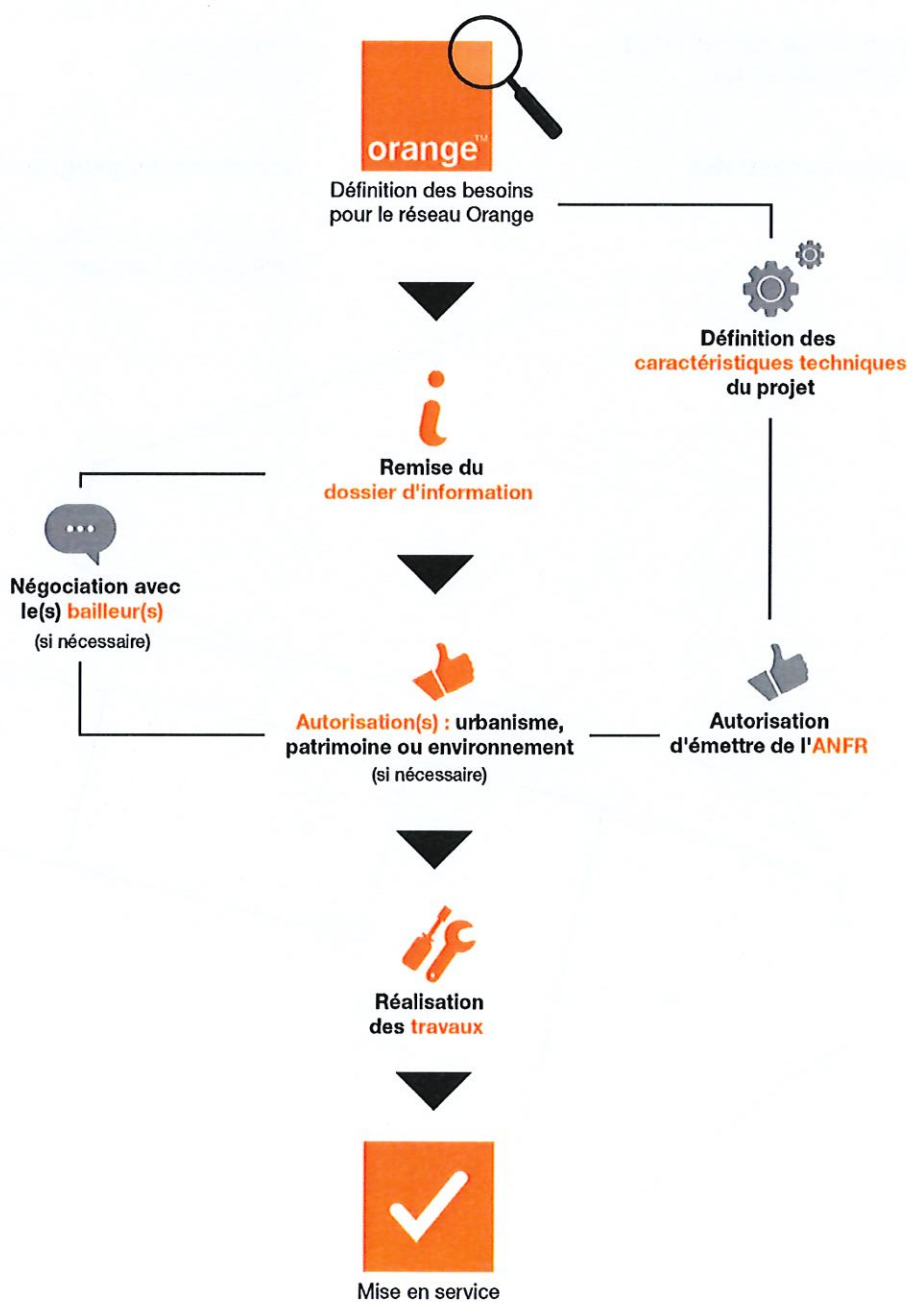 orange™
Définition des besoins
pour le réseau Orange
Définition des
caractéristiques techniques
du projet
Remise du
dossier d'information
Négociation avec
le(s) bailleur(s)
(si nécessaire)
Autorisation(s) : urbanisme,
patrimoine ou environnement
(si nécessaire)
Autorisation
d'émettre de l'ANFR
Réalisation
des travaux
Mise en service